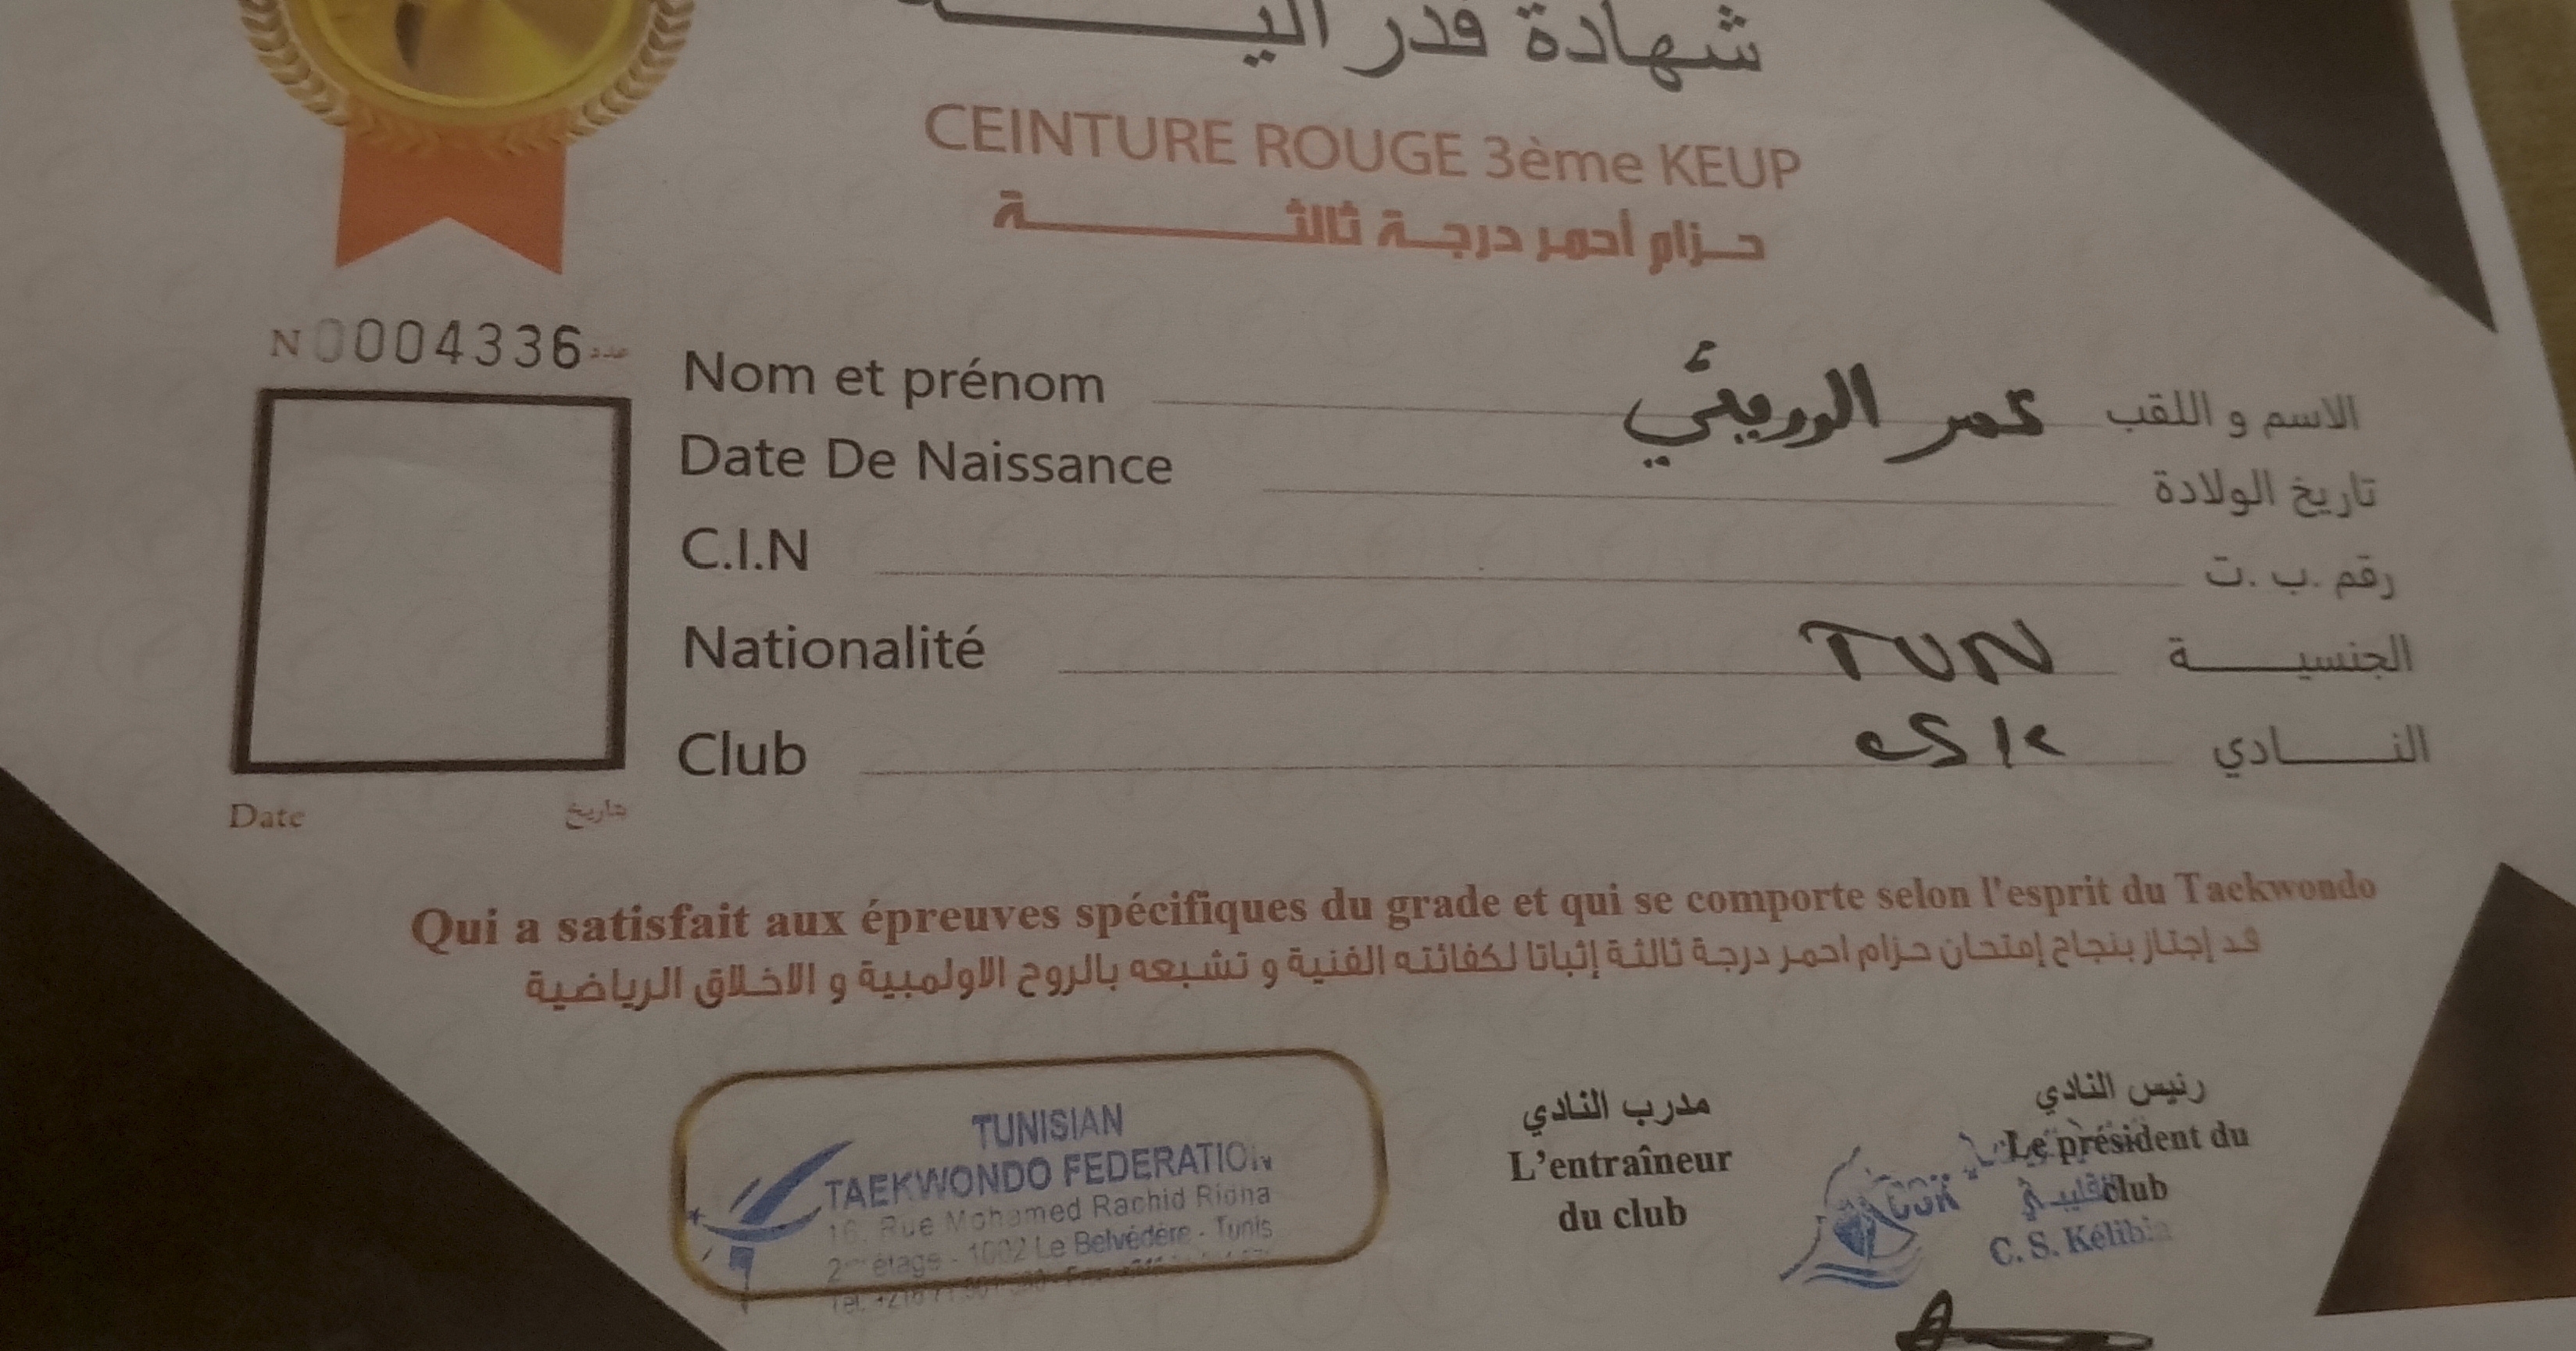 شهادة فدراليـ
CEINTURE ROUGE 3ème KEUP
حزام أحمر درجة ثالثة
N 0004336 عدد
Nom et prénom عمر الاسم و اللقب
Date De Naissance تاريخ الولادة
C.I.N رقم .ب .ت
Nationalité TUN الجنسية
Club CSK النادي
Date تاريخ
Qui a satisfait aux épreuves spécifiques du grade et qui se comporte selon l'esprit du Taekwondo
قد إجتاز بنجاح إمتحان حزام احمر درجة ثالثة إثباتا لكفائته الفنية و تشبعه بالروح الاولمبية و الاخلاق الرياضية
TUNISIAN
TAEKWONDO FEDERATION
16, Rue Mohamed Rachid Ridha
2ème étage - 1002 Le Belvédère - Tunis
مدرب النادي
L'entraîneur
du club
رئيس النادي
Le président du
club
CSK
C. S. Kélibia